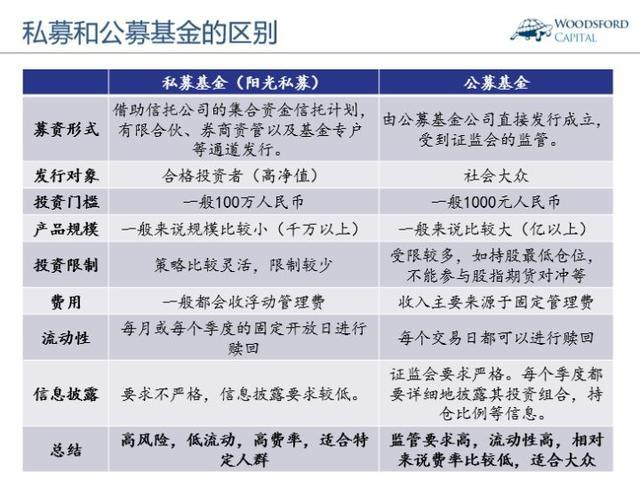 私募和公募基金的区别
WOODSFORD
CAPITAL
私募基金（阳光私募）
公募基金
募资形式
借助信托公司的集合资金信托计划，
有限合伙、券商资管以及基金专户
等通道发行。
由公募基金公司直接发行成立，
受到证监会的监管。
发行对象
合格投资者（高净值）
社会大众
投资门槛
一般100万人民币
一般1000元人民币
产品规模
一般来说规模比较小（千万以上）
一般来说比较大（亿以上）
投资限制
策略比较灵活，限制较少
受限较多，如持股最低仓位，
不能参与股指期货对冲等
费用
一般都会收浮动管理费
收入主要来源于固定管理费
流动性
每月或每个季度的固定开放日进行
赎回
每个交易日都可以进行赎回
信息披露
要求不严格，信息披露要求较低。
证监会要求严格。每个季度都
要详细地披露其投资组合，持
仓比例等信息。
总结
高风险，低流动，高费率，适合特
定人群
监管要求高，流动性高，相对
来说费率比较低，适合大众